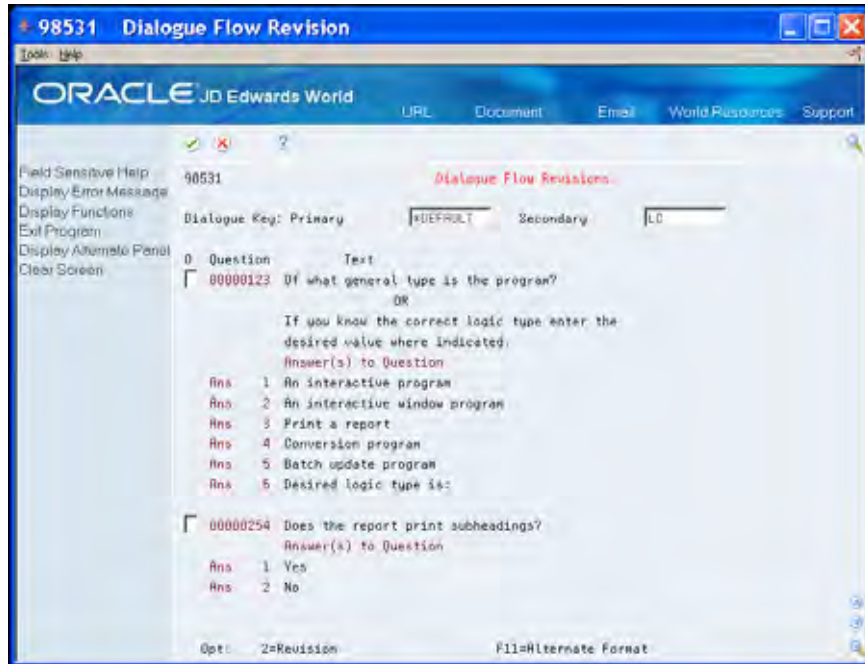 98531 Dialogue Flow Revision
Tools Help
ORACLE JD Edwards World
URL Document Email World Resources Support
?
Field Sensitive Help
Display Error Message
Display Functions
Exit Program
Display Alternate Panel
Clear Screen
98531 Dialogue Flow Revisions
Dialogue Key: Primary *DEFAULT Secondary LC
O Question Text
00000123 Of what general type is the program?
OR
If you know the correct logic type enter the
desired value where indicated.
Answer(s) to Question
Ans 1 An interactive program
Ans 2 An interactive window program
Ans 3 Print a report
Ans 4 Conversion program
Ans 5 Batch update program
Ans 6 Desired logic type is:
00000254 Does the report print subheadings?
Answer(s) to Question
Ans 1 Yes
Ans 2 No
Opt: 2=Revision F11=Alternate Format